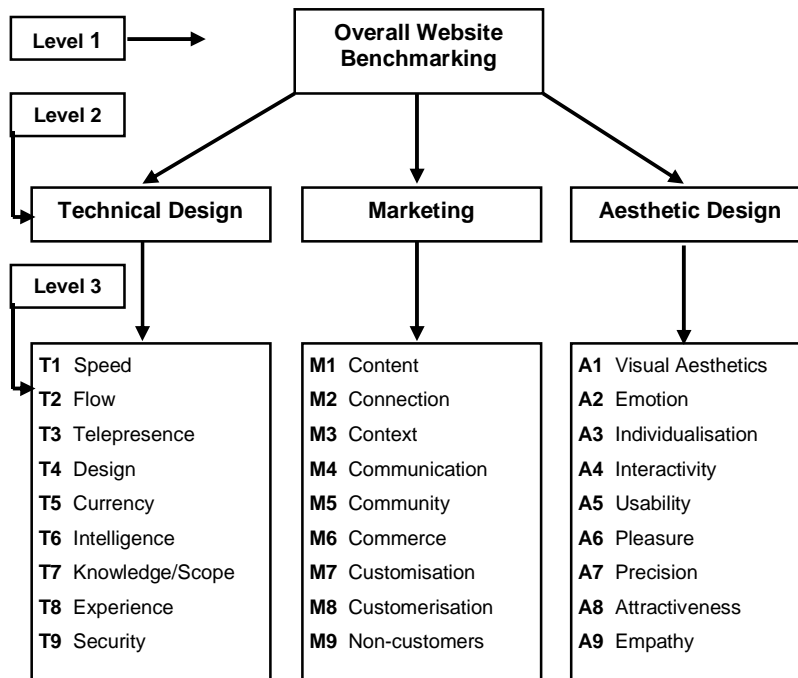 Level 1
Overall Website
Benchmarking
Level 2
Technical Design
Marketing
Aesthetic Design
Level 3
T1 Speed
T2 Flow
T3 Telepresence
T4 Design
T5 Currency
T6 Intelligence
T7 Knowledge/Scope
T8 Experience
T9 Security
M1 Content
M2 Connection
M3 Context
M4 Communication
M5 Community
M6 Commerce
M7 Customisation
M8 Customerisation
M9 Non-customers
A1 Visual Aesthetics
A2 Emotion
A3 Individualisation
A4 Interactivity
A5 Usability
A6 Pleasure
A7 Precision
A8 Attractiveness
A9 Empathy